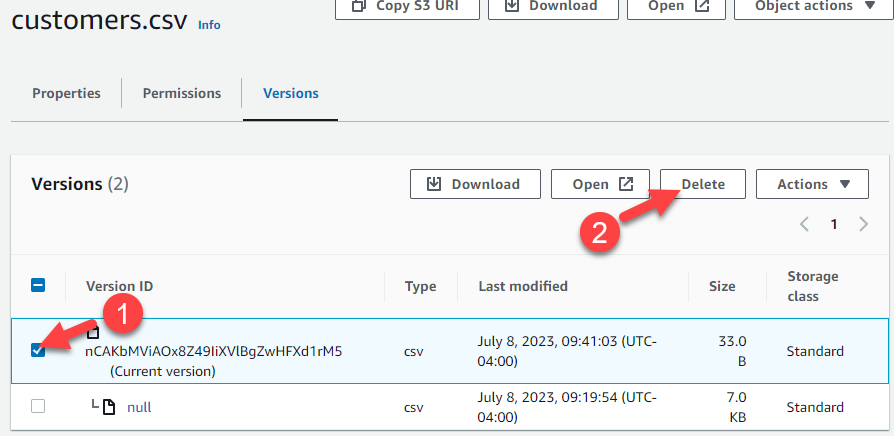 customers.csv Info
Copy S3 URI Download Open Object actions
Properties Permissions Versions
Versions (2) Download Open Delete Actions
2
1
Version ID Type Last modified Size Storage class
1
nCAKbMViAOx8Z49IiXVlBgZwHFXd1rM5 (Current version) csv July 8, 2023, 09:41:03 (UTC-04:00) 33.0 B Standard
null csv July 8, 2023, 09:19:54 (UTC-04:00) 7.0 KB Standard